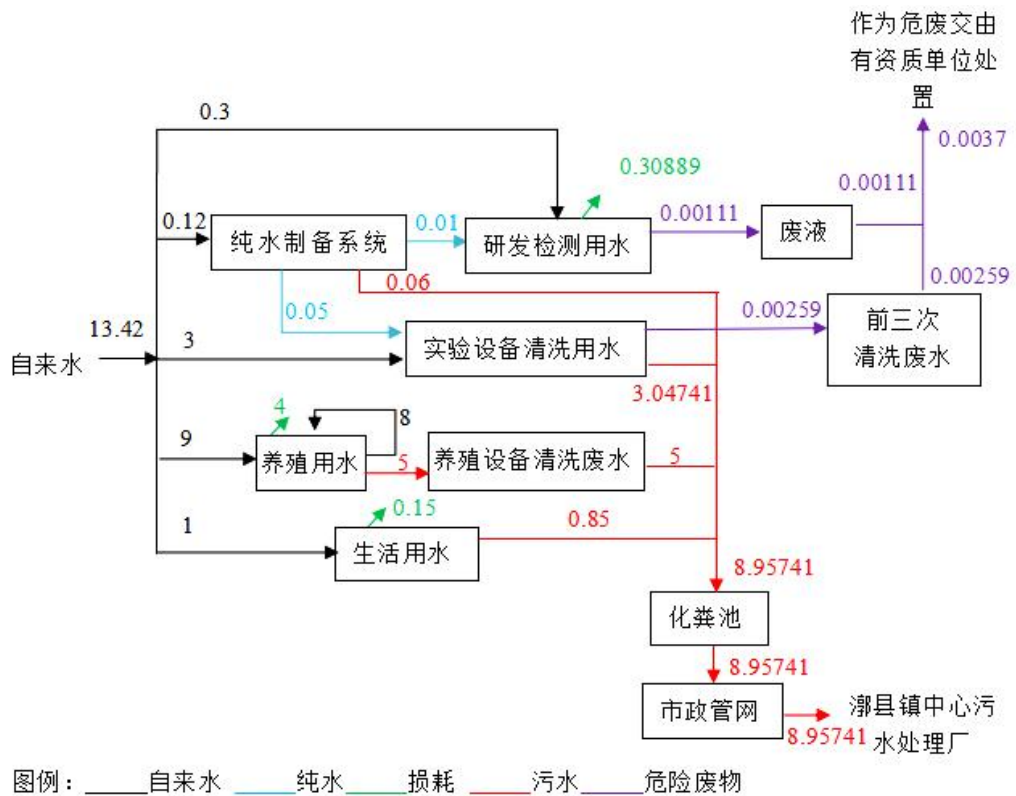 作为危废交由
有资质单位处
置
0.3
0.0037
0.30889
0.00111
0.12
纯水制备系统
0.01
研发检测用水
0.00111
废液
0.06
0.00259
0.05
0.00259
前三次
清洗废水
13.42
自来水
3
实验设备清洗用水
3.04741
4
8
9
养殖用水
5
养殖设备清洗废水
5
0.15
1
生活用水
0.85
8.95741
化粪池
8.95741
市政管网
8.95741
漷县镇中心污
水处理厂
图例：自来水 纯水 损耗 污水 危险废物